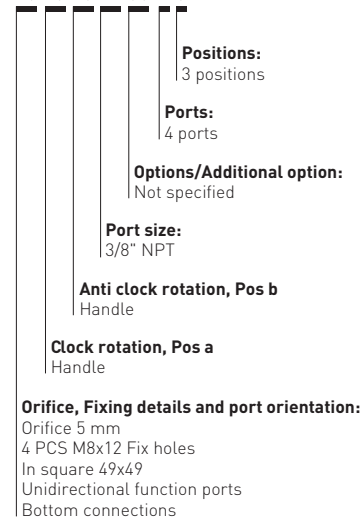 Positions:
3 positions
Ports:
4 ports
Options/Additional option:
Not specified
Port size:
3/8" NPT
Anti clock rotation, Pos b
Handle
Clock rotation, Pos a
Handle
Orifice, Fixing details and port orientation:
Orifice 5 mm
4 PCS M8x12 Fix holes
In square 49x49
Unidirectional function ports
Bottom connections